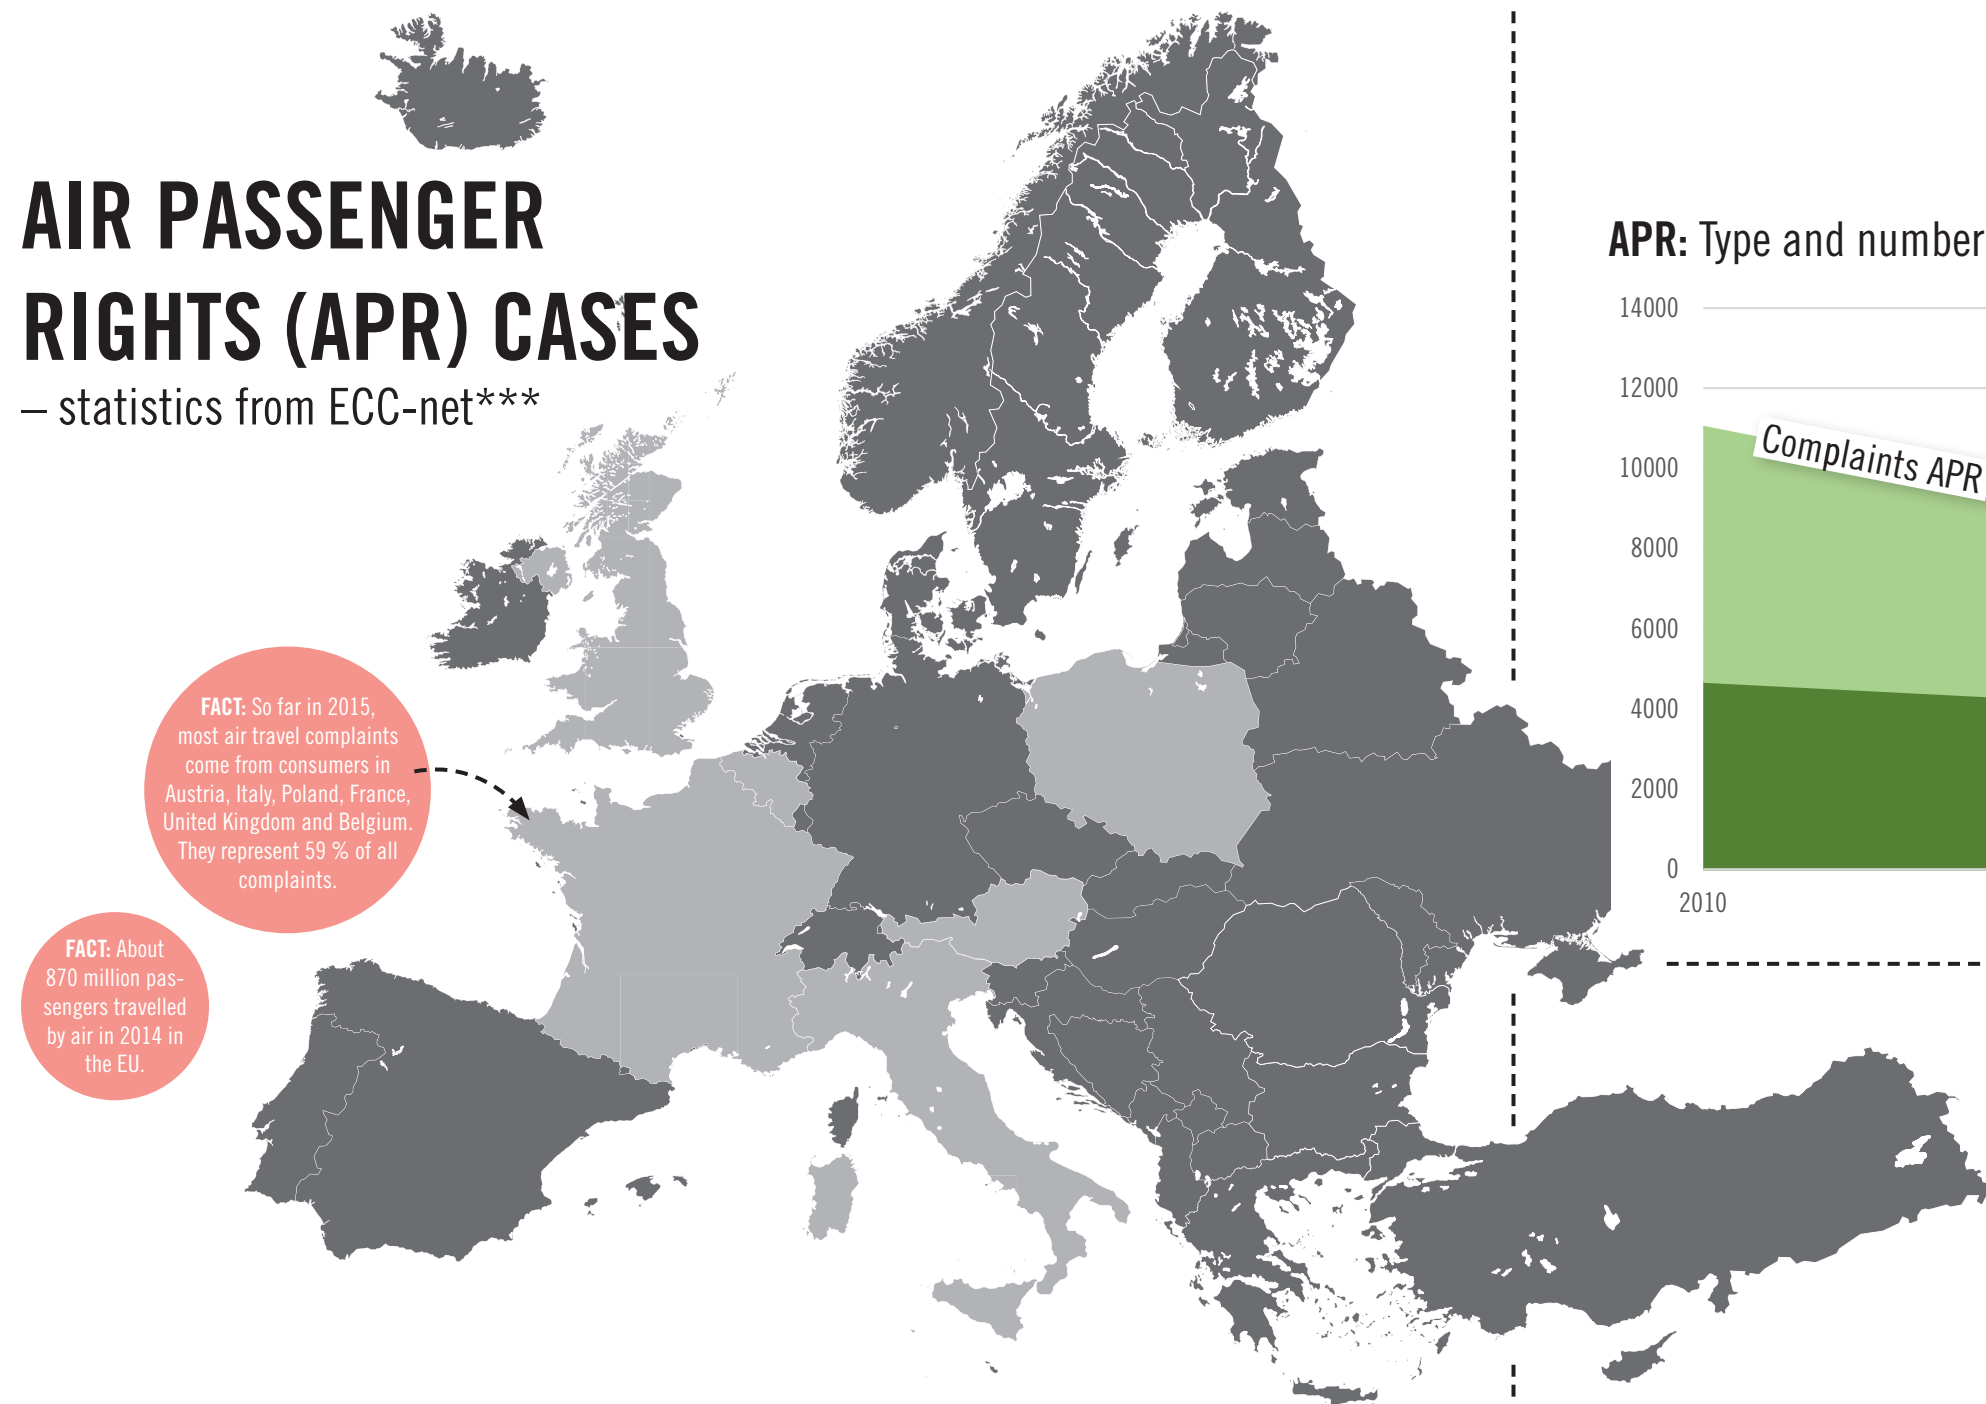 AIR PASSENGER
RIGHTS (APR) CASES
– statistics from ECC-net***
FACT: So far in 2015,
most air travel complaints
come from consumers in
Austria, Italy, Poland, France,
United Kingdom and Belgium.
They represent 59 % of all
complaints.
FACT: About
870 million pas-
sengers travelled
by air in 2014 in
the EU.
APR: Type and number
14000
12000
10000
8000
6000
4000
2000
0
2010
Complaints APR